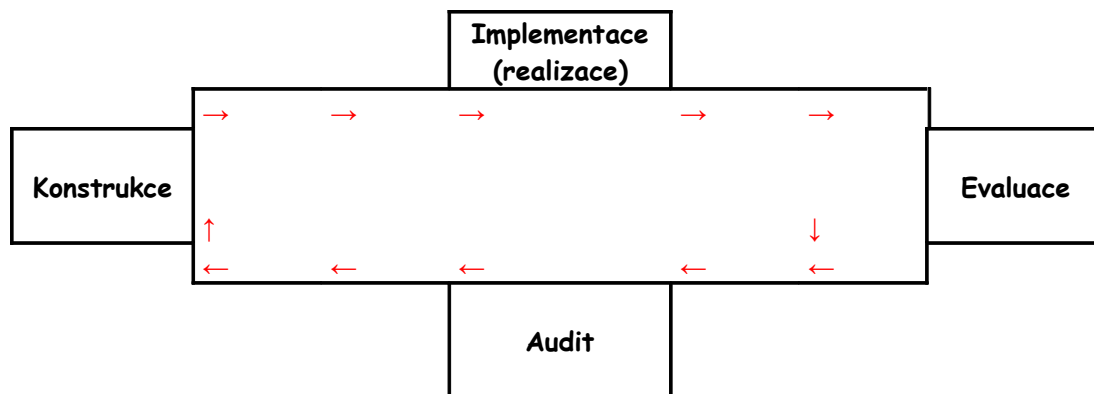 Implementace
(realizace)
→ → → → →
Konstrukce
Evaluace
↑ ↓
← ← ← ← ←
Audit